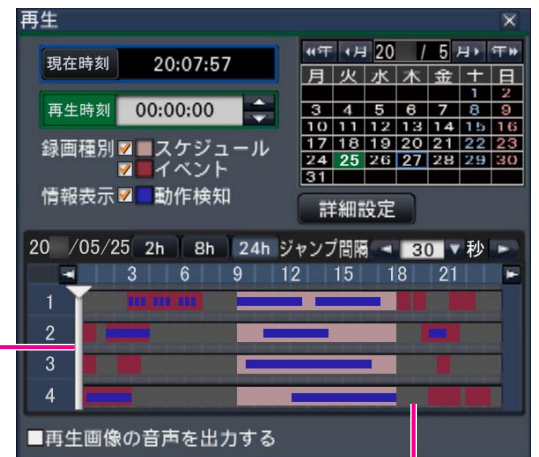 再生
現在時刻 20:07:57
再生時刻 00:00:00
録画種別 スケジュール
イベント
情報表示 動作検知
年 月 20 / 5 月 年
月 火 水 木 金 土 日
1 2
3 4 5 6 7 8 9
10 11 12 13 14 15 16
17 18 19 20 21 22 23
24 25 26 27 28 29 30
31
詳細設定
20 /05/25 2h 8h 24h ジャンプ間隔 30 秒
3 6 9 12 15 18 21
1
2
3
4
再生画像の音声を出力する